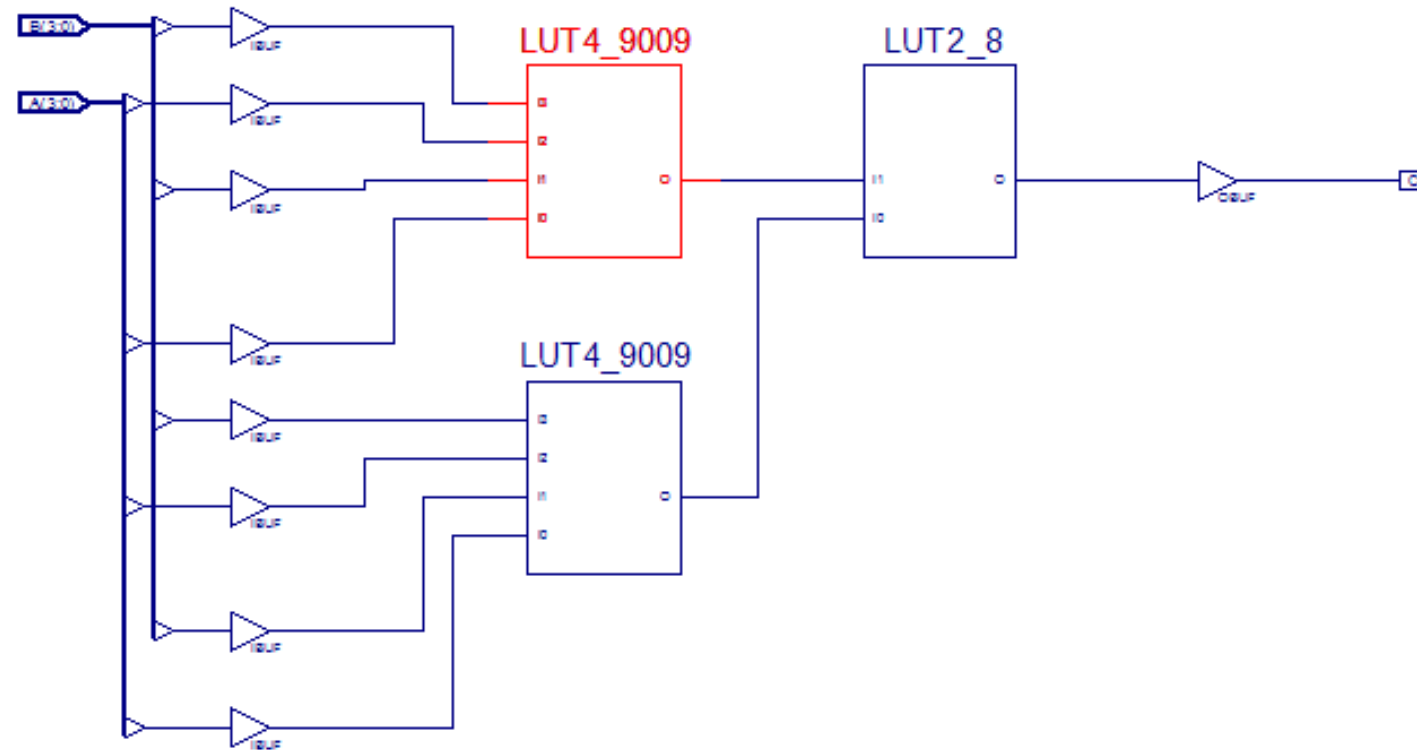 B(3:0)
IBUF
LUT4_9009
LUT2_8
A(3:0)
IBUF
I3
I2
IBUF
I1
O
I1
O
OBUF
O
I0
I0
IBUF
LUT4_9009
IBUF
I3
I2
IBUF
I1
O
I0
IBUF
IBUF